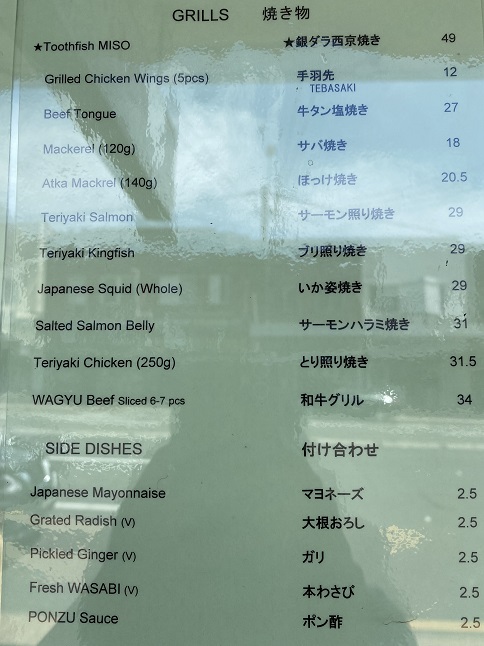 GRILLS 焼き物
★Toothfish MISO ★銀ダラ西京焼き 49
Grilled Chicken Wings (5pcs) 手羽先 12
TEBASAKI
Beef Tongue 牛タン塩焼き 27
Mackerel (120g) サバ焼き 18
Atka Mackrel (140g) ほっけ焼き 20.5
Teriyaki Salmon サーモン照り焼き 29
Teriyaki Kingfish ブリ照り焼き 29
Japanese Squid (Whole) いか姿焼き 29
Salted Salmon Belly サーモンハラミ焼き 31
Teriyaki Chicken (250g) とり照り焼き 31.5
WAGYU Beef Sliced 6-7 pcs 和牛グリル 34
SIDE DISHES 付け合わせ
Japanese Mayonnaise マヨネーズ 2.5
Grated Radish (V) 大根おろし 2.5
Pickled Ginger (V) ガリ 2.5
Fresh WASABI (V) 本わさび 2.5
PONZU Sauce ポン酢 2.5